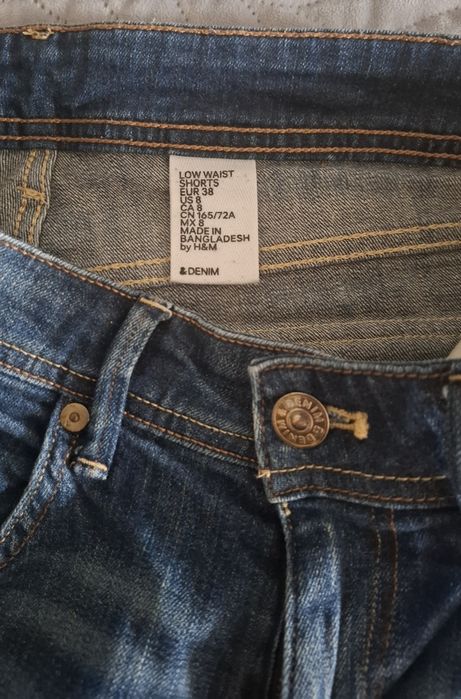 LOW WAIST
SHORTS
EUR 38
US 8
CA 8
CN 165/72A
MX 8
MADE IN
BANGLADESH
by H&M
&DENIM
DENIM